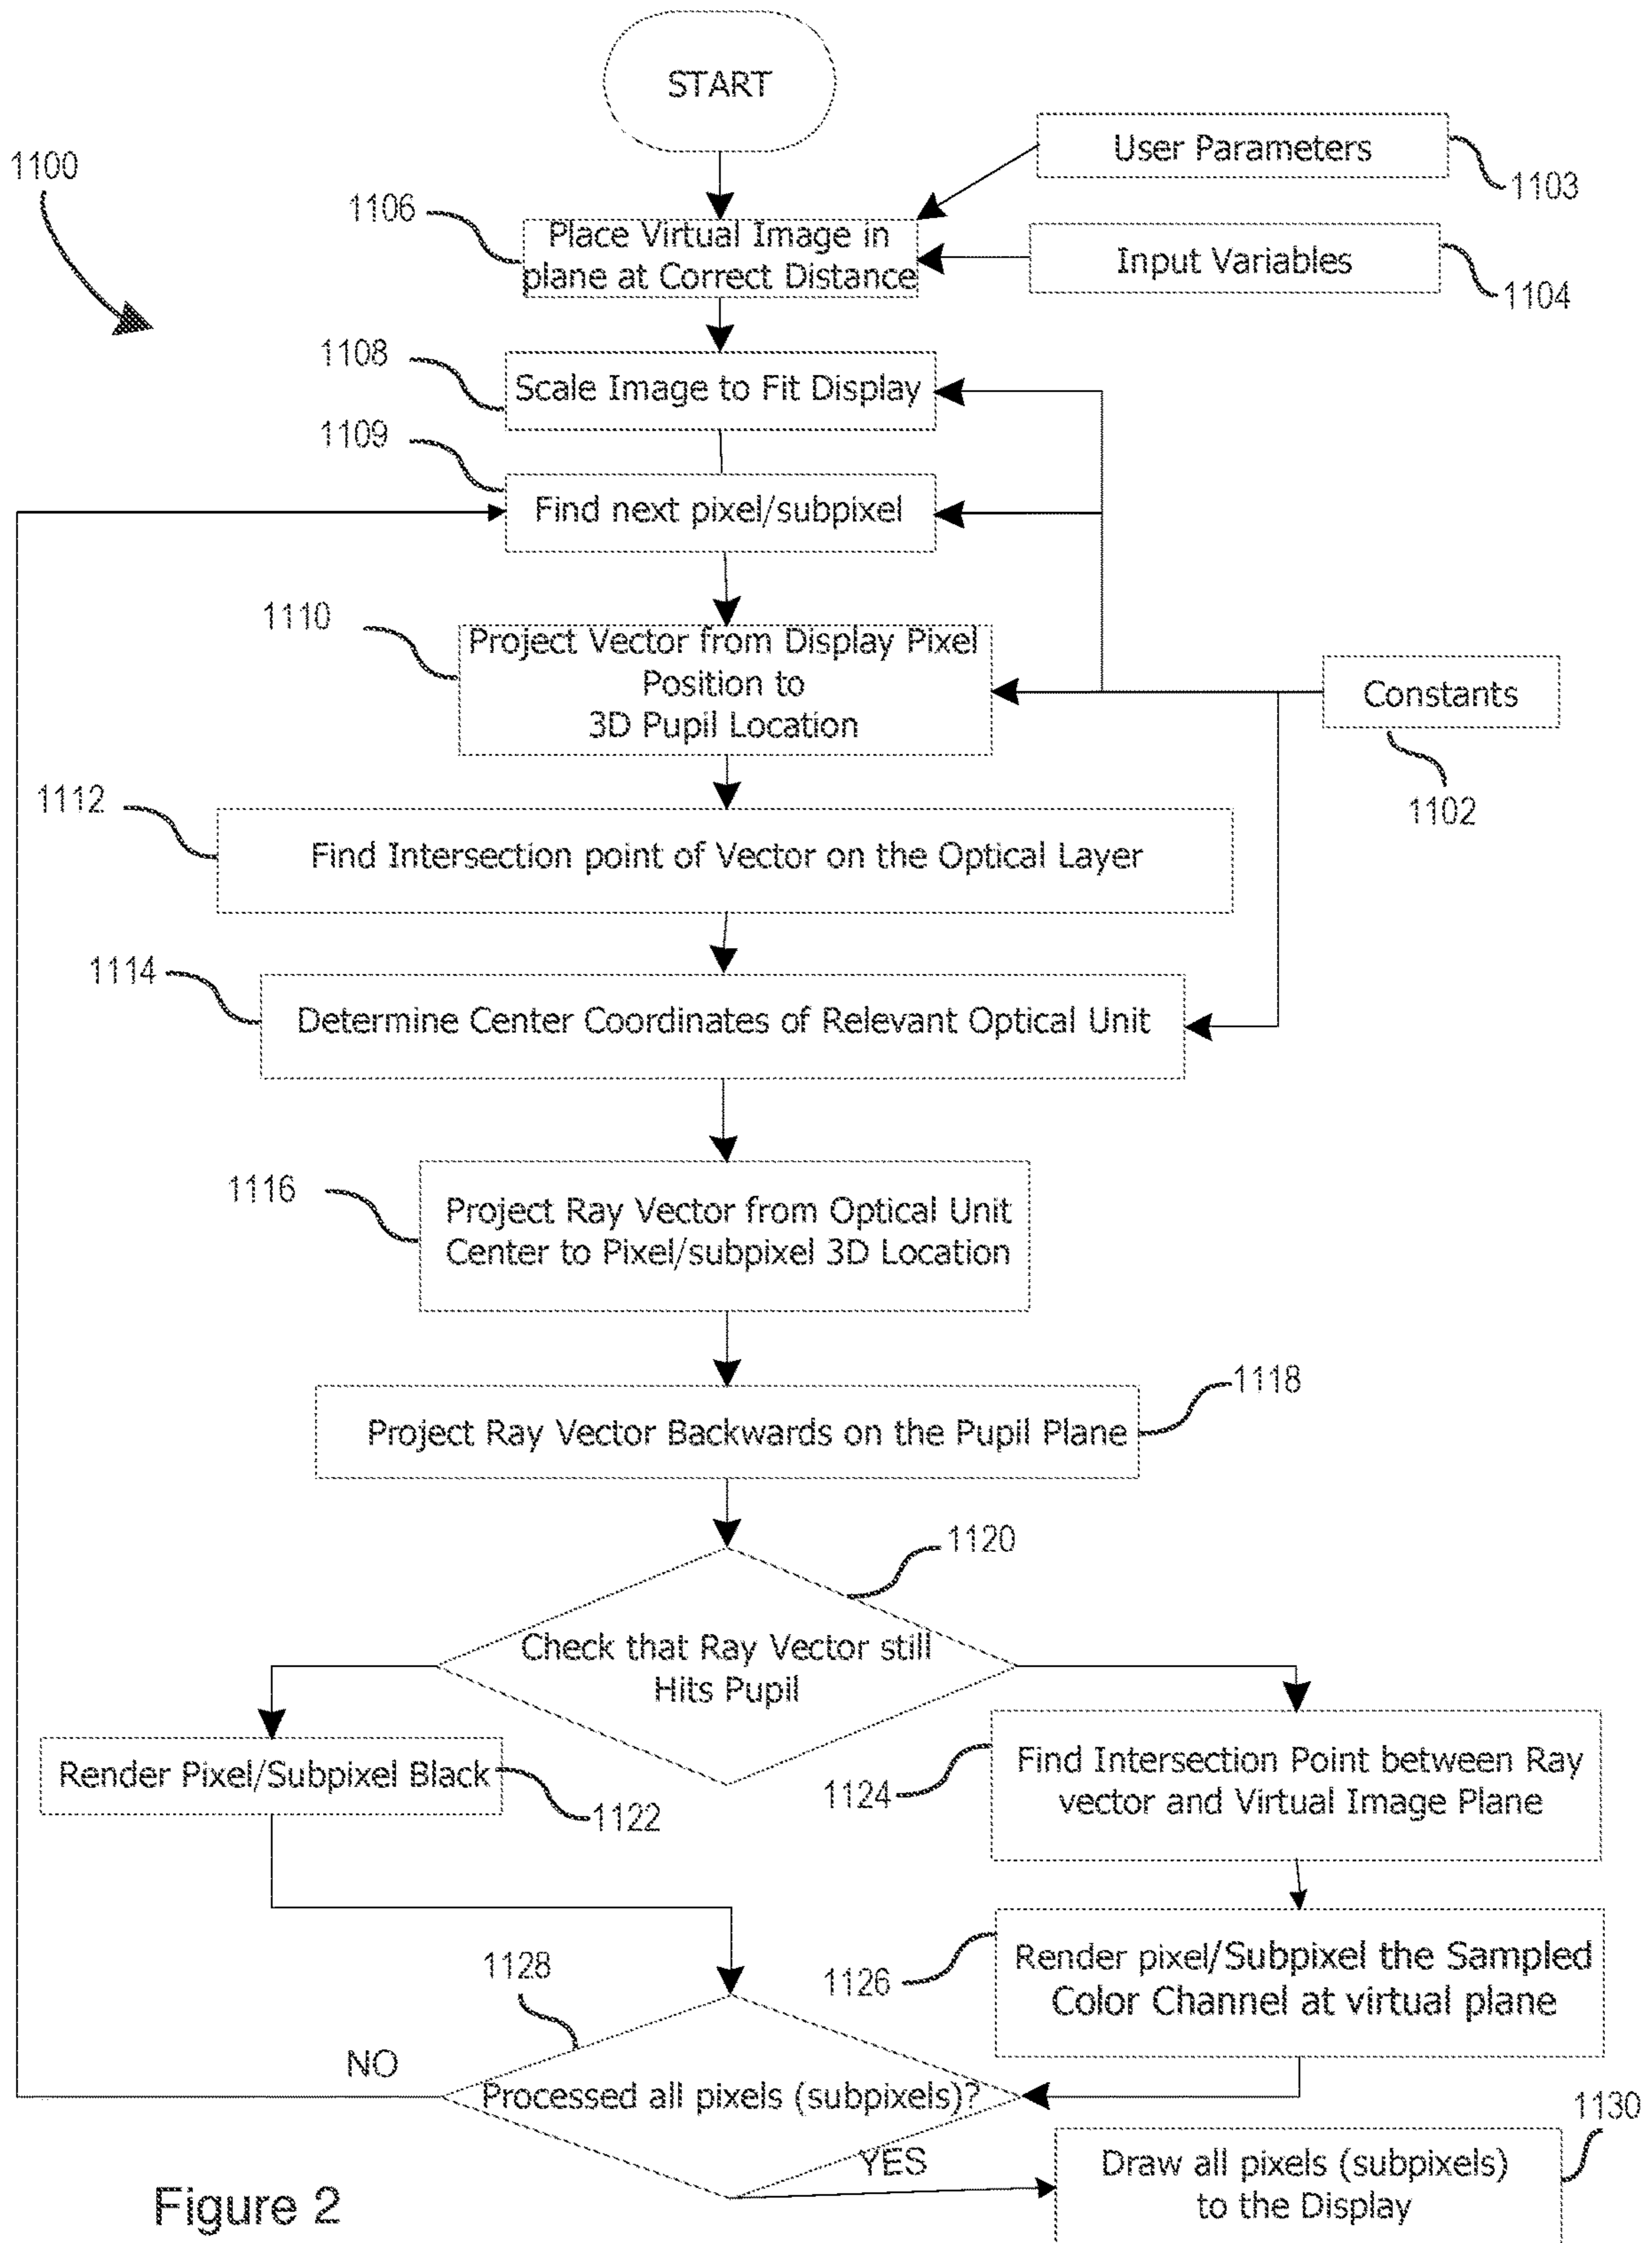 START
User Parameters
1103
1100
1106
Place Virtual Image in
plane at Correct Distance
Input Variables
1104
1108
Scale Image to Fit Display
1109
Find next pixel/subpixel
1110
Project Vector from Display Pixel
Position to
3D Pupil Location
Constants
1102
1112
Find Intersection point of Vector on the Optical Layer
1114
Determine Center Coordinates of Relevant Optical Unit
1116
Project Ray Vector from Optical Unit
Center to Pixel/subpixel 3D Location
1118
Project Ray Vector Backwards on the Pupil Plane
1120
Check that Ray Vector still
Hits Pupil
Render Pixel/Subpixel Black
1122
1124
Find Intersection Point between Ray
vector and Virtual Image Plane
1126
Render pixel/Subpixel the Sampled
Color Channel at virtual plane
1128
NO
Processed all pixels (subpixels)?
YES
1130
Draw all pixels (subpixels)
to the Display
Figure 2